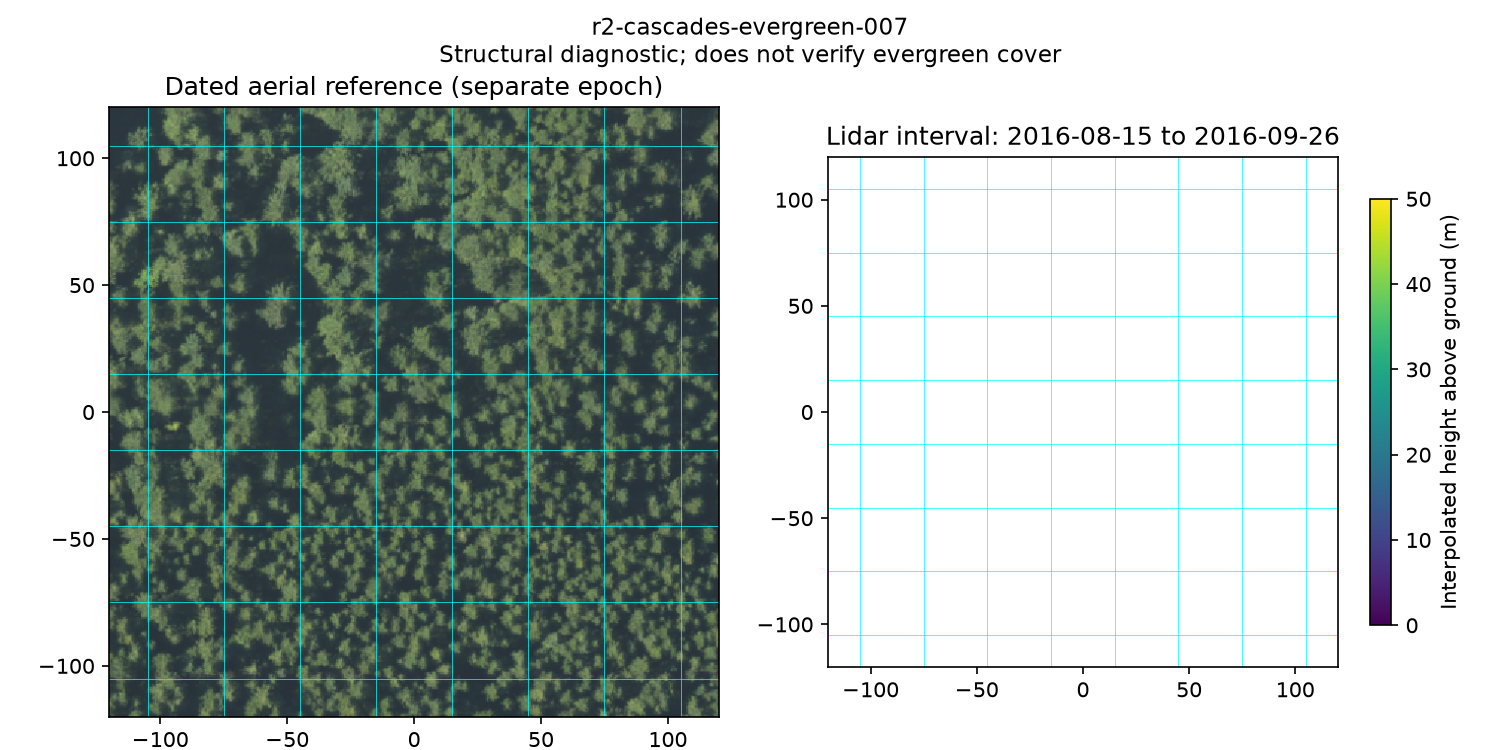 r2-cascades-evergreen-007
Structural diagnostic; does not verify evergreen cover
Dated aerial reference (separate epoch)
100
50
0
−50
−100
−100 −50 0 50 100
Lidar interval: 2016-08-15 to 2016-09-26
100
50
0
−50
−100
−100 −50 0 50 100
50
40
30
20
10
0
Interpolated height above ground (m)